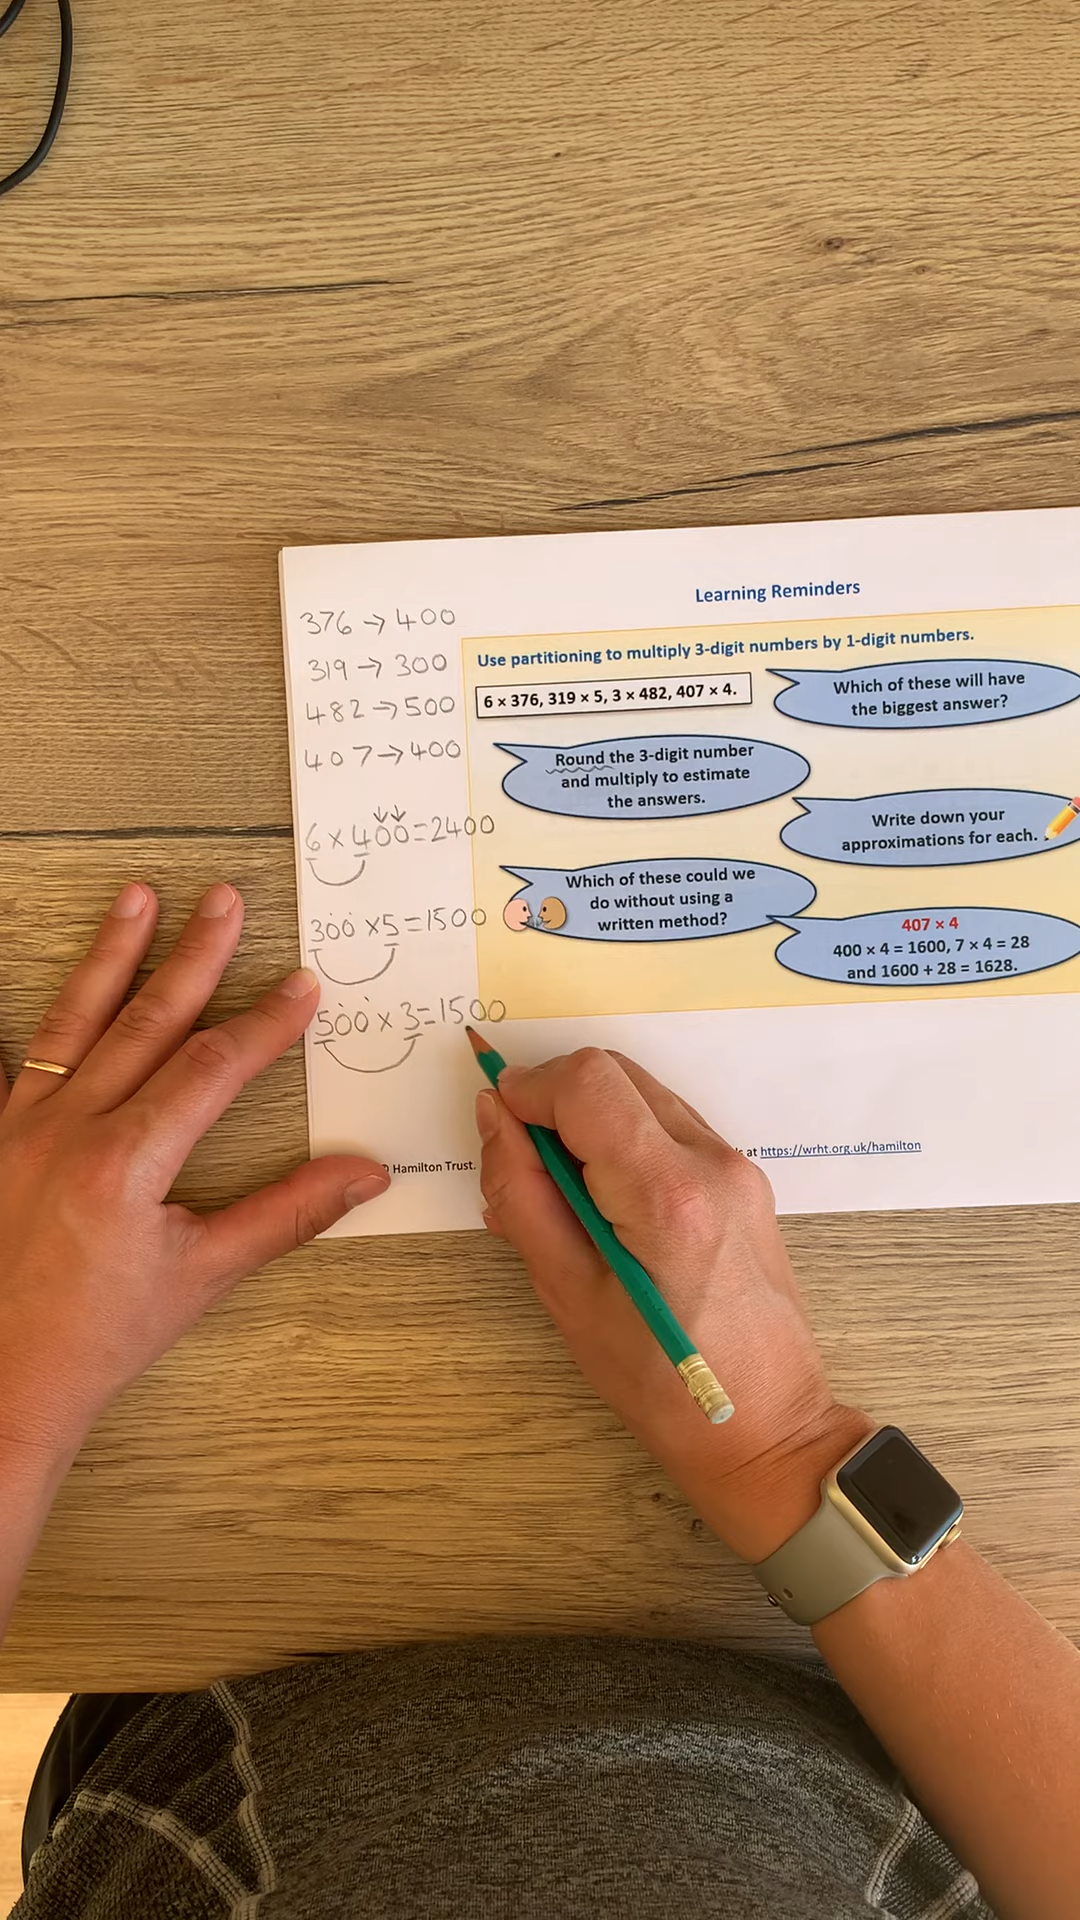 Learning Reminders
376 → 400
319 → 300
482 → 500
407 → 400
6 × 400 = 2400
300 × 5 = 1500
500 × 3 = 1500
Use partitioning to multiply 3-digit numbers by 1-digit numbers.
6 × 376, 319 × 5, 3 × 482, 407 × 4.
Which of these will have
the biggest answer?
Round the 3-digit number
and multiply to estimate
the answers.
Write down your
approximations for each.
Which of these could we
do without using a
written method?
407 × 4
400 × 4 = 1600, 7 × 4 = 28
and 1600 + 28 = 1628.
Hamilton Trust.
at https://wrht.org.uk/hamilton